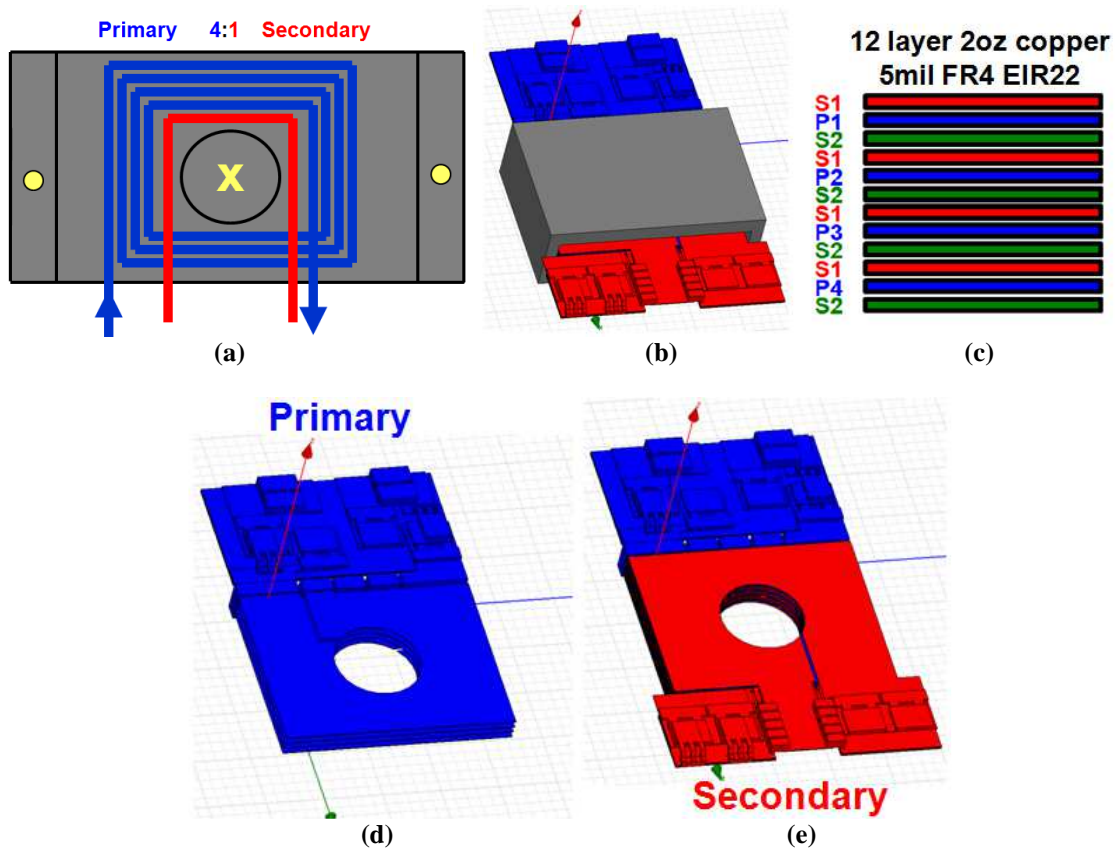 Primary 4:1 Secondary
X
(a)
(b)
12 layer 2oz copper
5mil FR4 EIR22
S1
P1
S2
S1
P2
S2
S1
P3
S2
S1
P4
S2
(c)
Primary
(d)
Secondary
(e)